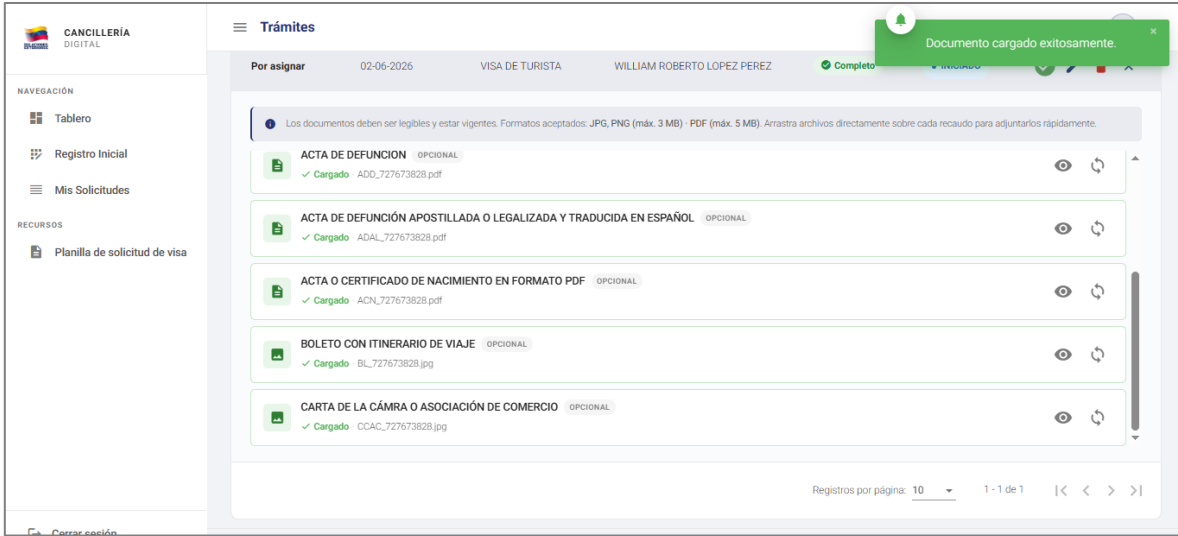 CANCILLERÍA
DIGITAL
Trámites
Documento cargado exitosamente.
×
Por asignar 02-06-2026 VISA DE TURISTA WILLIAM ROBERTO LOPEZ PEREZ Completo INICIADO
NAVEGACIÓN
Tablero
Registro Inicial
Mis Solicitudes
RECURSOS
Planilla de solicitud de visa
Cerrar sesión
Los documentos deben ser legibles y estar vigentes. Formatos aceptados: JPG, PNG (máx. 3 MB) · PDF (máx. 5 MB). Arrastra archivos directamente sobre cada recaudo para adjuntarlos rápidamente.
ACTA DE DEFUNCION OPCIONAL
✓ Cargado ADD_727673828.pdf
ACTA DE DEFUNCIÓN APOSTILLADA O LEGALIZADA Y TRADUCIDA EN ESPAÑOL OPCIONAL
✓ Cargado ADAL_727673828.pdf
ACTA O CERTIFICADO DE NACIMIENTO EN FORMATO PDF OPCIONAL
✓ Cargado ACN_727673828.pdf
BOLETO CON ITINERARIO DE VIAJE OPCIONAL
✓ Cargado BL_727673828.jpg
CARTA DE LA CÁMRA O ASOCIACIÓN DE COMERCIO OPCIONAL
✓ Cargado CCAC_727673828.jpg
Registros por página: 10 1 - 1 de 1